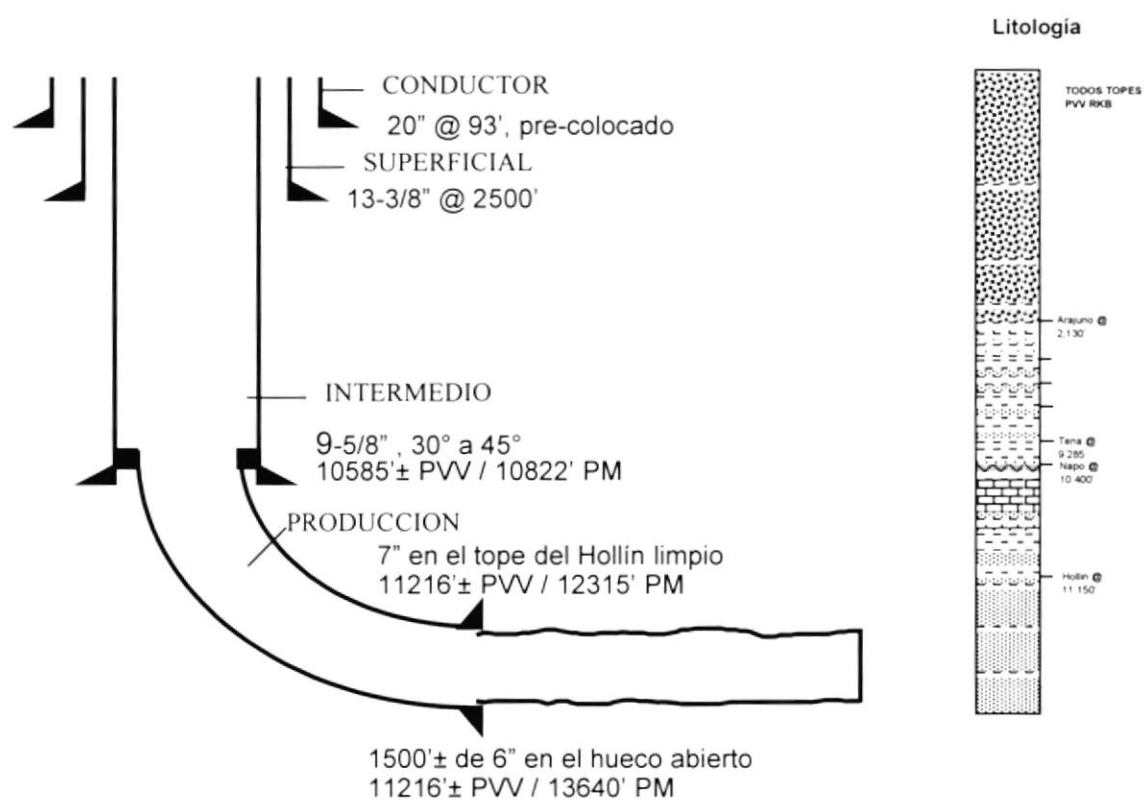 Litología
TODOS TOPES
PVV RKB
CONDUCTOR
20" @ 93', pre-colocado
SUPERFICIAL
13-3/8" @ 2500'
INTERMEDIO
9-5/8" , 30° a 45°
10585'± PVV / 10822' PM
PRODUCCION
7" en el tope del Hollín limpio
11216'± PVV / 12315' PM
1500'± de 6" en el hueco abierto
11216'± PVV / 13640' PM
Arajuno @
2,130'
Tena @
9 285
Napo @
10 400'
Hollin @
11 150'